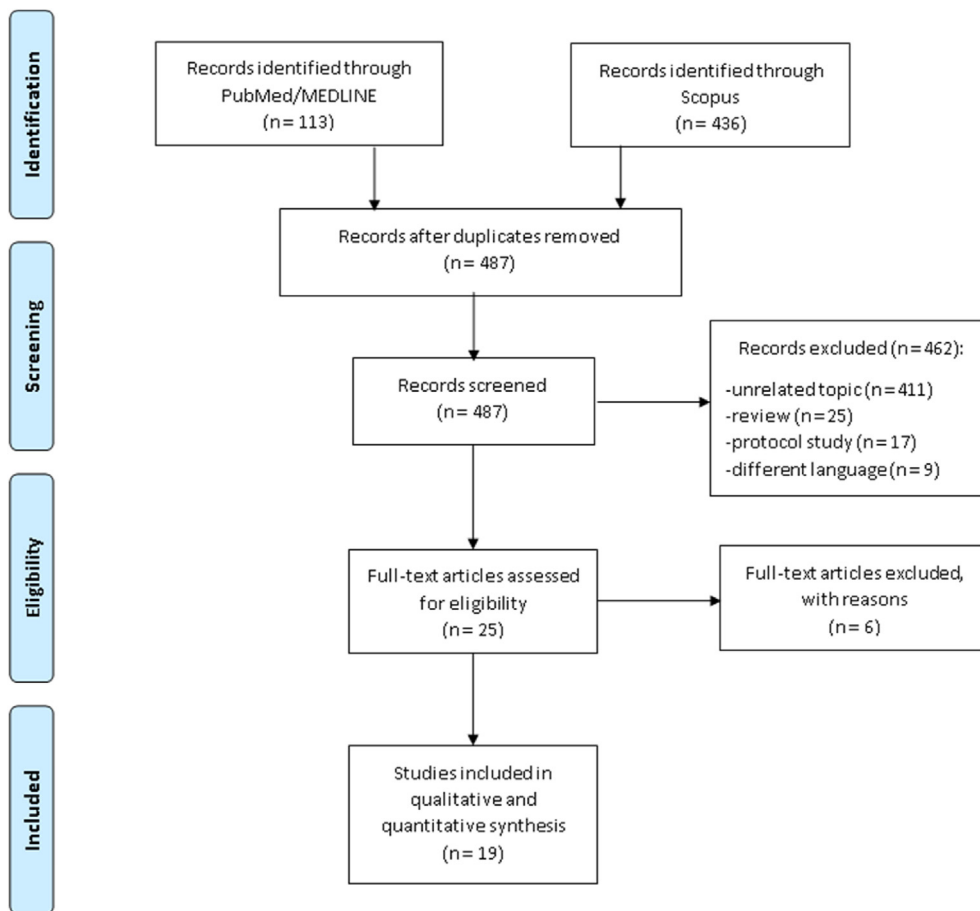 Identification
Records identified through
PubMed/MEDLINE
(n = 113)
Records identified through
Scopus
(n = 436)
Records after duplicates removed
(n = 487)
Screening
Records screened
(n = 487)
Records excluded (n = 462):
-unrelated topic (n = 411)
-review (n = 25)
-protocol study (n = 17)
-different language (n = 9)
Eligibility
Full-text articles assessed
for eligibility
(n = 25)
Full-text articles excluded,
with reasons
(n = 6)
Included
Studies included in
qualitative and
quantitative synthesis
(n = 19)